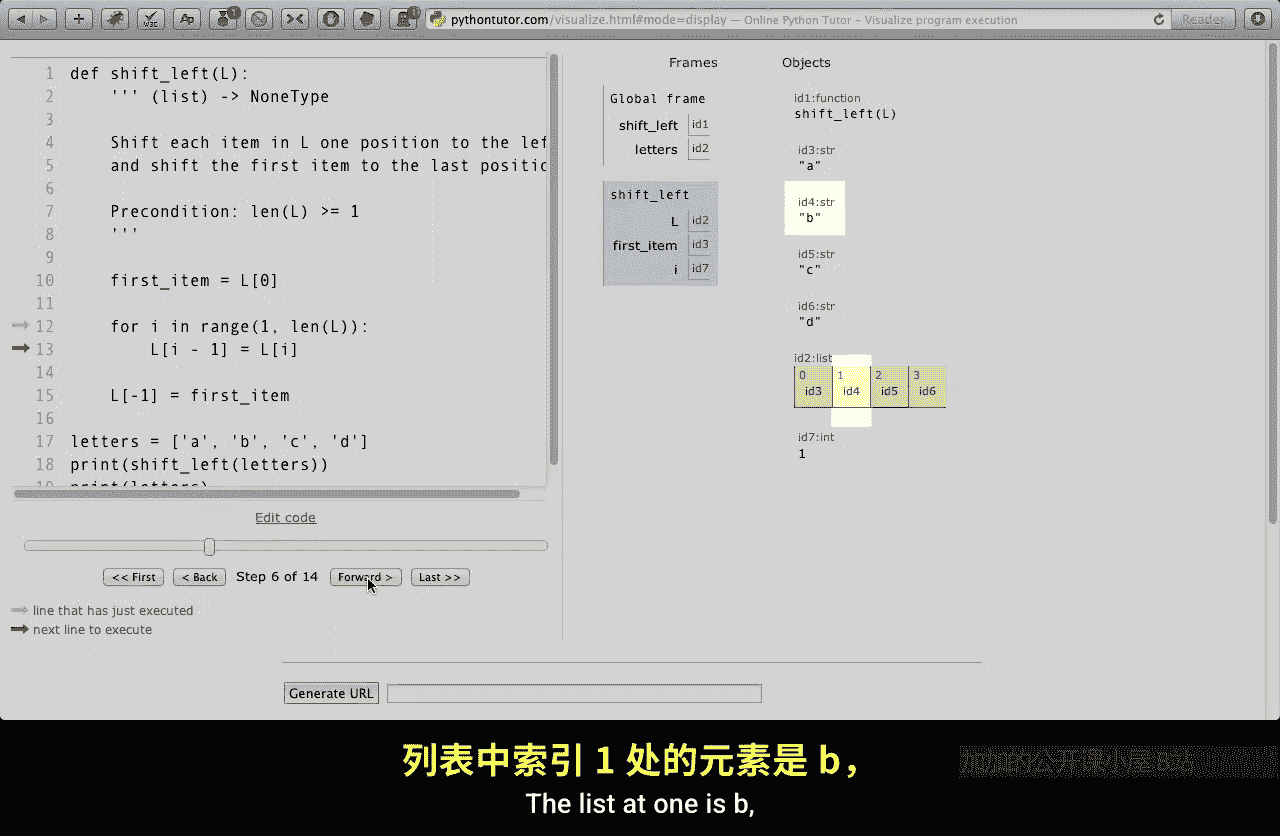 pythontutor.com/visualize.html#mode=display — Online Python Tutor – Visualize program execution
Reader
1 def shift_left(L):
2 ''' (list) -> NoneType
3
4 Shift each item in L one position to the lef
5 and shift the first item to the last positio
6
7 Precondition: len(L) >= 1
8 '''
9
10 first_item = L[0]
11
12 for i in range(1, len(L)):
13 L[i - 1] = L[i]
14
15 L[-1] = first_item
16
17 letters = ['a', 'b', 'c', 'd']
18 print(shift_left(letters))
19 print(letters)
Edit code
<< First
< Back
Step 6 of 14
Forward >
Last >>
line that has just executed
next line to execute
Frames
Global frame
shift_left id1
letters id2
shift_left
L id2
first_item id3
i id7
Objects
id1:function
shift_left(L)
id3:str
"a"
id4:str
"b"
id5:str
"c"
id6:str
"d"
id2:list
0 1 2 3
id3 id4 id5 id6
id7:int
1
Generate URL
列表中索引 1 处的元素是 b，
The list at one is b,